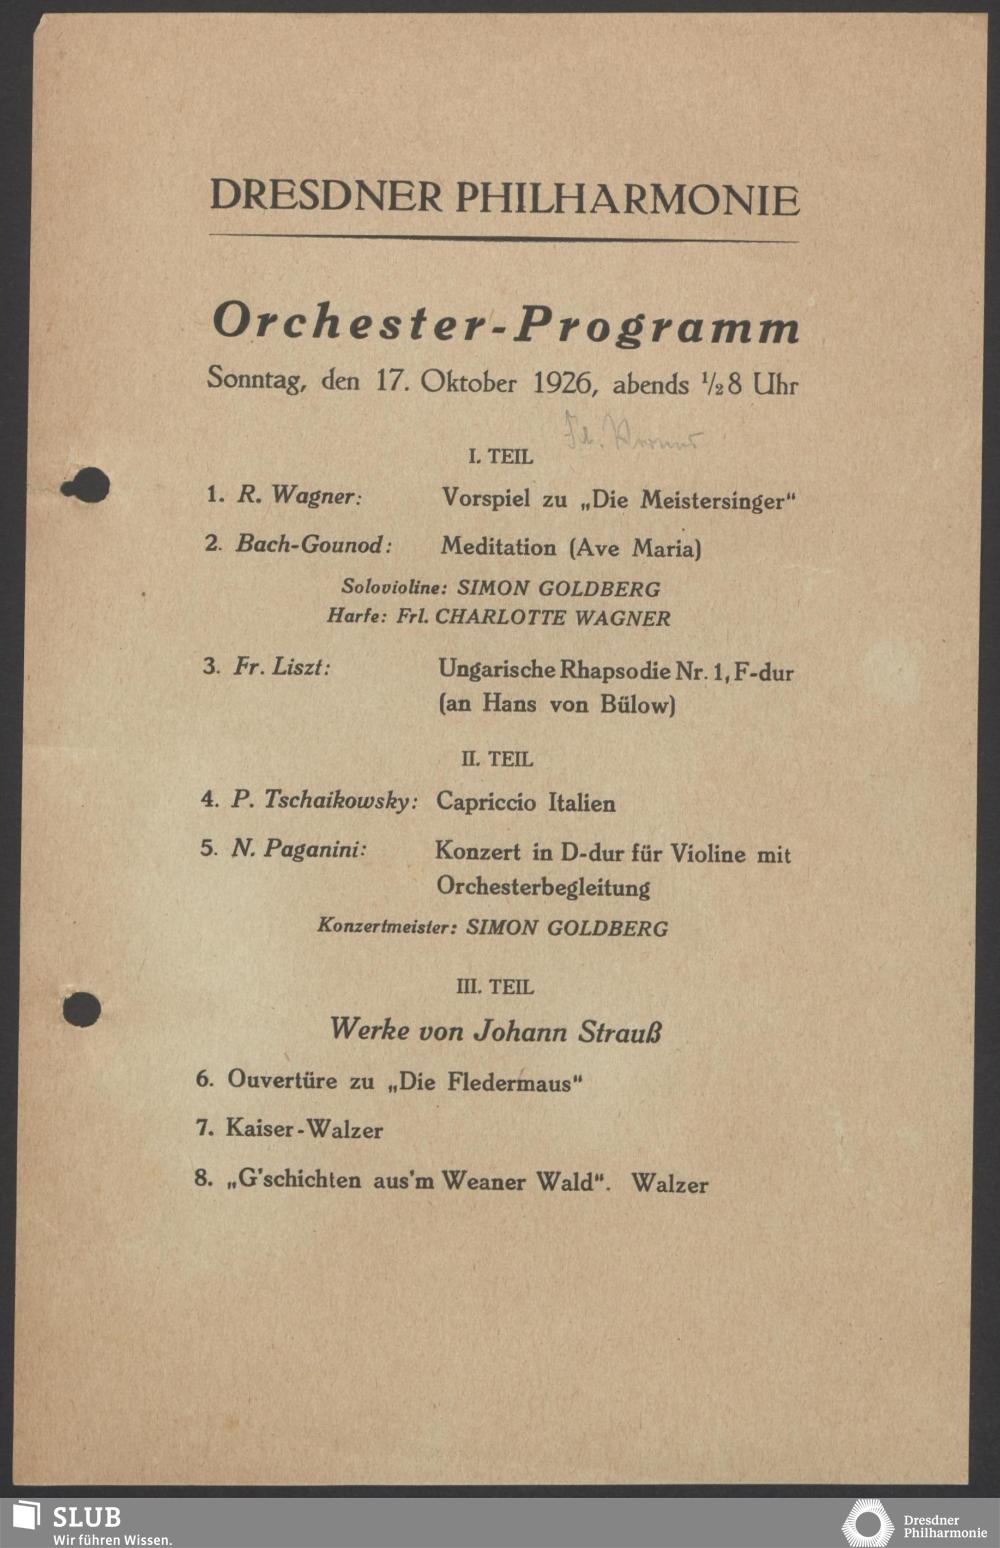 DRESDNER PHILHARMONIE
Orchester-Programm
Sonntag, den 17. Oktober 1926, abends ½8 Uhr
I. TEIL
1. R. Wagner: Vorspiel zu „Die Meistersinger“
2. Bach-Gounod: Meditation (Ave Maria)
Solovioline: SIMON GOLDBERG
Harfe: Frl. CHARLOTTE WAGNER
3. Fr. Liszt: Ungarische Rhapsodie Nr. 1, F-dur
(an Hans von Bülow)
II. TEIL
4. P. Tschaikowsky: Capriccio Italien
5. N. Paganini: Konzert in D-dur für Violine mit
Orchesterbegleitung
Konzertmeister: SIMON GOLDBERG
III. TEIL
Werke von Johann Strauß
6. Ouvertüre zu „Die Fledermaus“
7. Kaiser-Walzer
8. „G'schichten aus'm Weaner Wald“. Walzer
SLUB
Wir führen Wissen.
Dresdner
Philharmonie